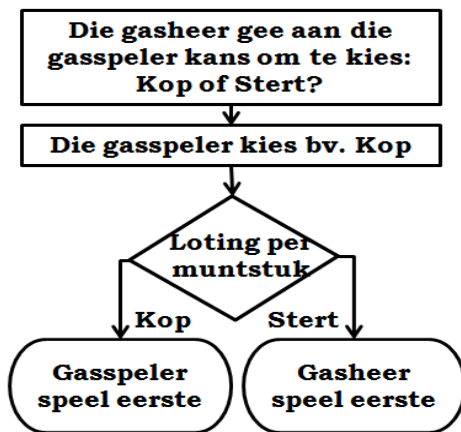 Die gasheer gee aan die
gasspeler kans om te kies:
Kop of Stert?
Die gasspeler kies bv. Kop
Loting per
muntstuk
Kop
Stert
Gasspeler
speel eerste
Gasheer
speel eerste